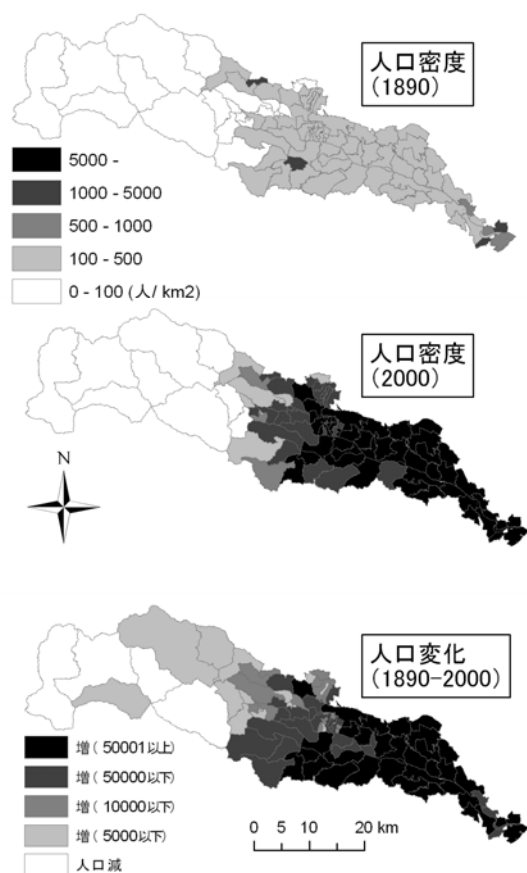 人口密度
(1890)
5000 -
1000 - 5000
500 - 1000
100 - 500
0 - 100 (人/ km2)
人口密度
(2000)
N
人口変化
(1890-2000)
増( 50001以上)
増( 50000以下)
増( 10000以下)
増( 5000以下)
人口減
0 5 10 20 km